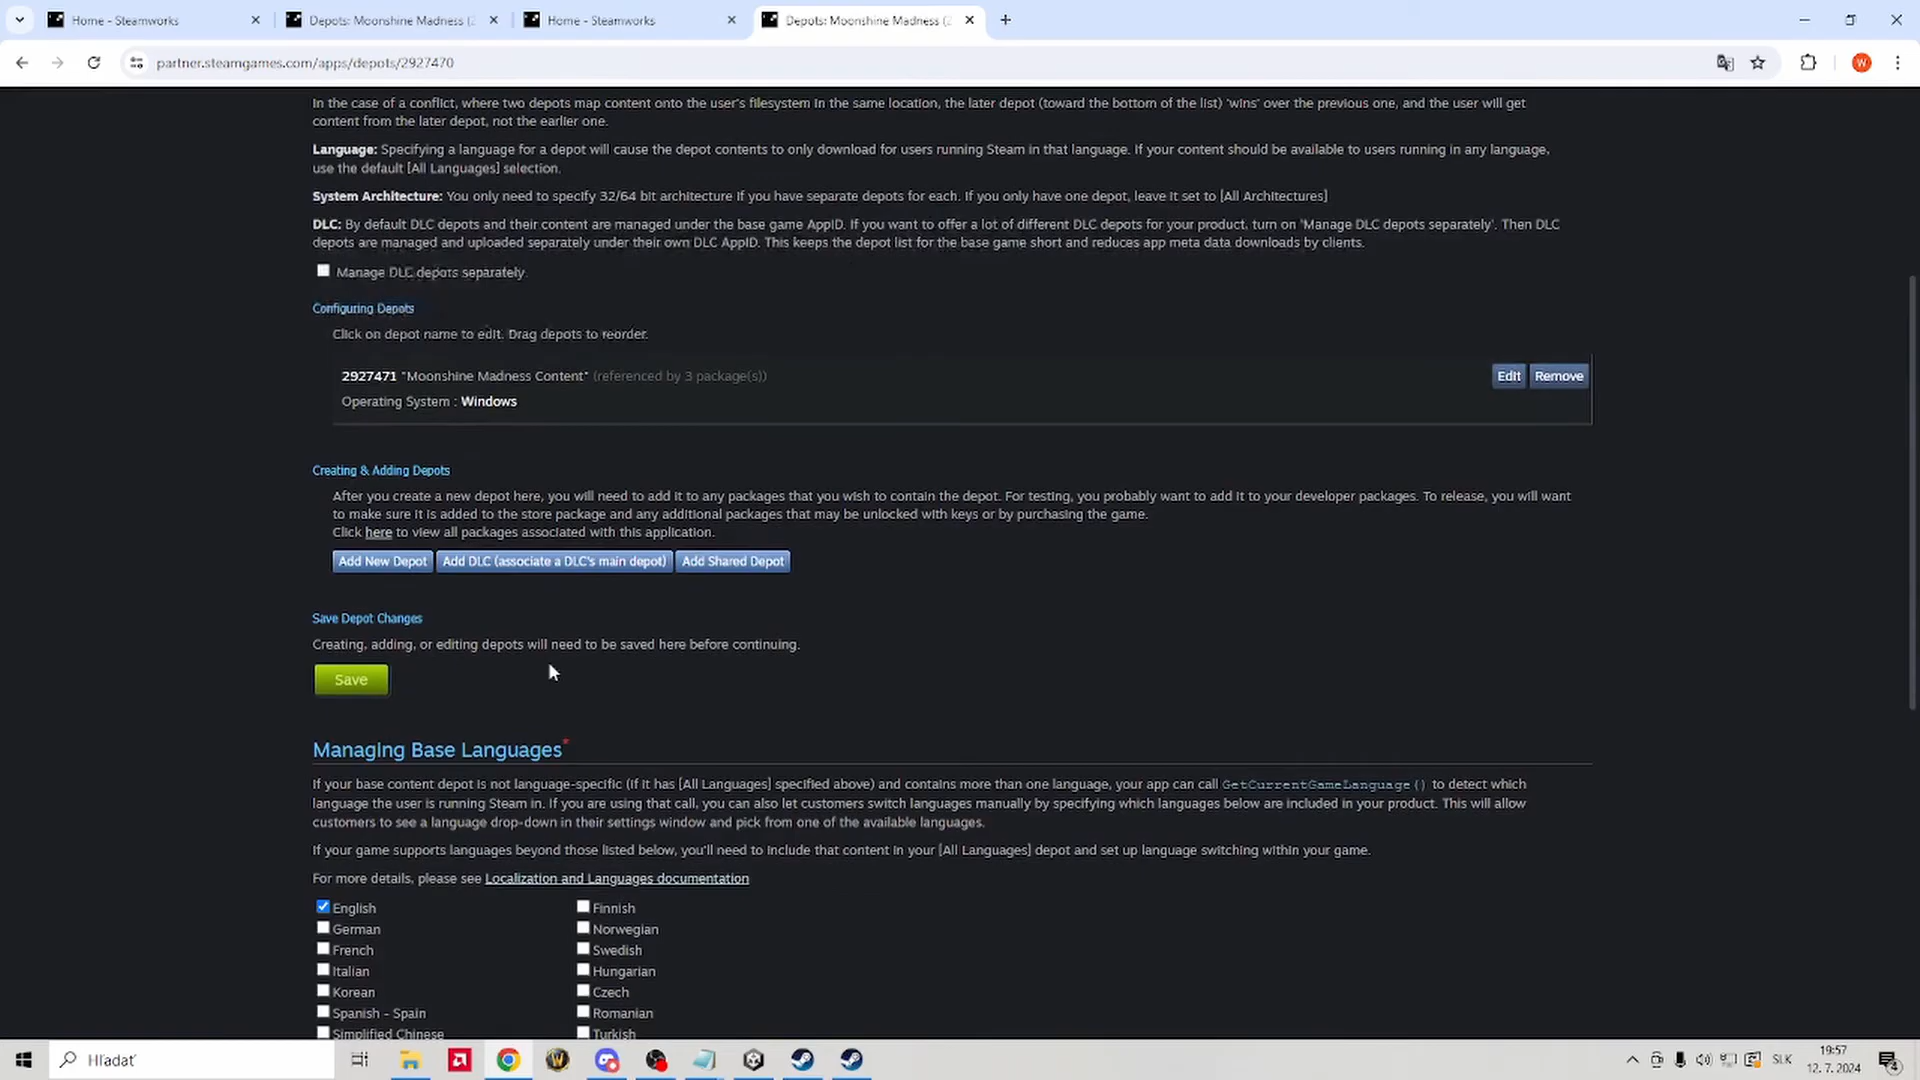 Home - Steamworks
Depots: Moonshine Madness (2
Home - Steamworks
Depots: Moonshine Madness (2
partner.steamgames.com/apps/depots/2927470
W
In the case of a conflict, where two depots map content onto the user's filesystem in the same location, the later depot (toward the bottom of the list) 'wins' over the previous one, and the user will get
content from the later depot, not the earlier one.
Language: Specifying a language for a depot will cause the depot contents to only download for users running Steam in that language. If your content should be available to users running in any language,
use the default [All Languages] selection.
System Architecture: You only need to specify 32/64 bit architecture if you have separate depots for each. If you only have one depot, leave it set to [All Architectures]
DLC: By default DLC depots and their content are managed under the base game AppID. If you want to offer a lot of different DLC depots for your product, turn on 'Manage DLC depots separately'. Then DLC
depots are managed and uploaded separately under their own DLC AppID. This keeps the depot list for the base game short and reduces app meta data downloads by clients.
Manage DLC depots separately.
Configuring Depots
Click on depot name to edit. Drag depots to reorder.
2927471 "Moonshine Madness Content" (referenced by 3 package(s))
Edit
Remove
Operating System : Windows
Creating & Adding Depots
After you create a new depot here, you will need to add it to any packages that you wish to contain the depot. For testing, you probably want to add it to your developer packages. To release, you will want
to make sure it is added to the store package and any additional packages that may be unlocked with keys or by purchasing the game.
Click here to view all packages associated with this application.
Add New Depot
Add DLC (associate a DLC's main depot)
Add Shared Depot
Save Depot Changes
Creating, adding, or editing depots will need to be saved here before continuing.
Save
Managing Base Languages*
If your base content depot is not language-specific (if it has [All Languages] specified above) and contains more than one language, your app can call GetCurrentGameLanguage() to detect which
language the user is running Steam in. If you are using that call, you can also let customers switch languages manually by specifying which languages below are included in your product. This will allow
customers to see a language drop-down in their settings window and pick from one of the available languages.
If your game supports languages beyond those listed below, you'll need to include that content in your [All Languages] depot and set up language switching within your game.
For more details, please see Localization and Languages documentation
English
Finnish
German
Norwegian
French
Swedish
Italian
Hungarian
Korean
Czech
Spanish - Spain
Romanian
Simplified Chinese
Turkish
Hľadať
SLK
19:57
12. 7. 2024
4